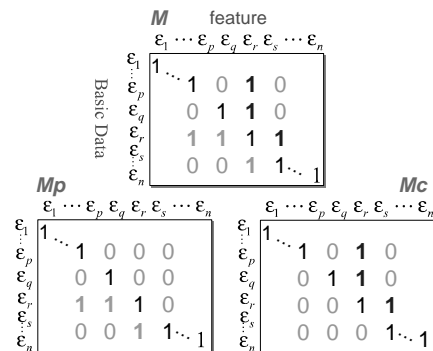 M feature
ε1 ··· εp εq εr εs ··· εn
Basic Data
ε1 1
⋮ ⋱
εp 1 0 1 0
εq 0 1 1 0
εr 1 1 1 1
εs 0 0 1 1
⋮ ⋱
εn 1
Mp
ε1 ··· εp εq εr εs ··· εn
ε1 1
⋮ ⋱
εp 1 0 0 0
εq 0 1 0 0
εr 1 1 1 0
εs 0 0 1 1
⋮ ⋱
εn 1
Mc
ε1 ··· εp εq εr εs ··· εn
ε1 1
⋮ ⋱
εp 1 0 1 0
εq 0 1 1 0
εr 0 0 1 1
εs 0 0 0 1
⋮ ⋱
εn 1